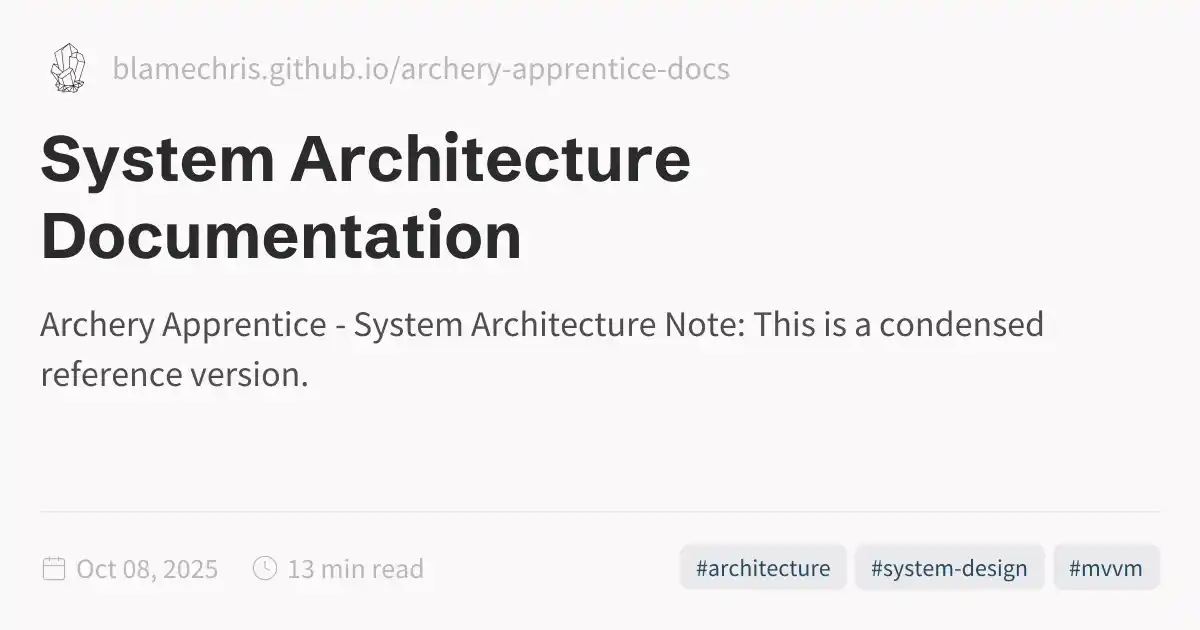 blamechris.github.io/archery-apprentice-docs
System Architecture
Documentation
Archery Apprentice - System Architecture Note: This is a condensed
reference version.
Oct 08, 2025 13 min read #architecture #system-design #mvvm